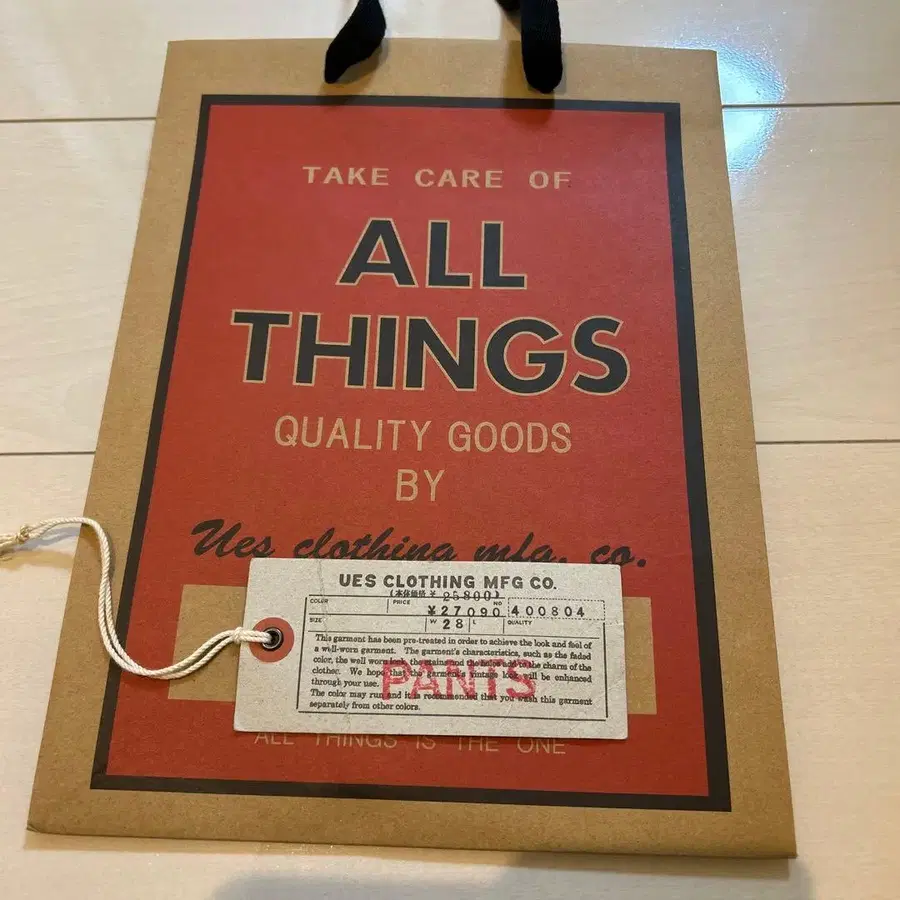 TAKE CARE OF
ALL
THINGS
QUALITY GOODS
BY
Ues clothing mfg. co.
UES CLOTHING MFG CO.
(本体価格 ¥ 25800)
COLOR PRICE ¥27090 NO 400804
SIZE W 28 L QUALITY
This garment has been pre-treated in order to achieve the look and feel of
a well-worn garment. The garment's characteristics, such as the faded
color, the well worn look, the stains and the holes add to the charm of the
clothes. We hope that the garment's vintage look will be enhanced
through your use.
The color may run and it is recommended that you wash this garment
separately from other colors.
PANTS
ALL THINGS IS THE ONE